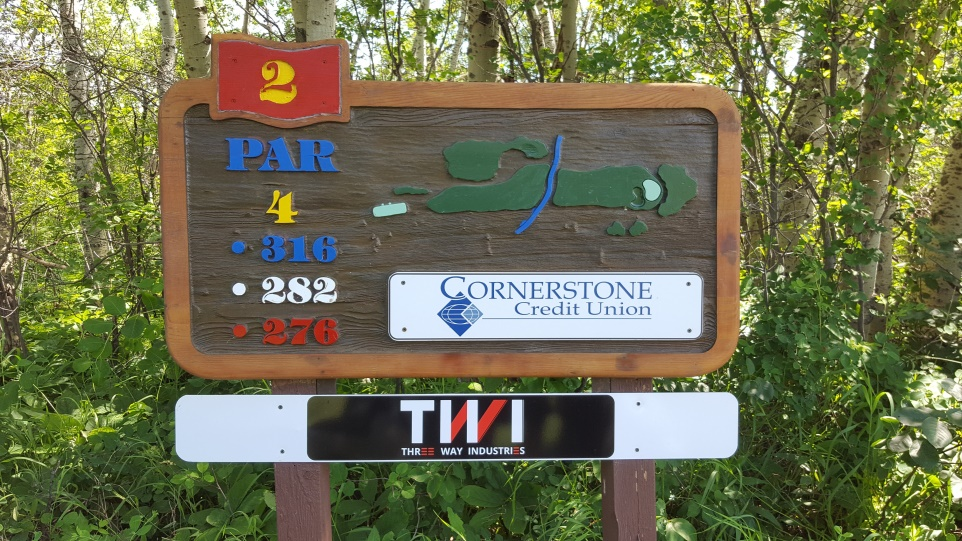 2
PAR
4
316
282
276
CORNERSTONE
Credit Union
TWI
THREE WAY INDUSTRIES